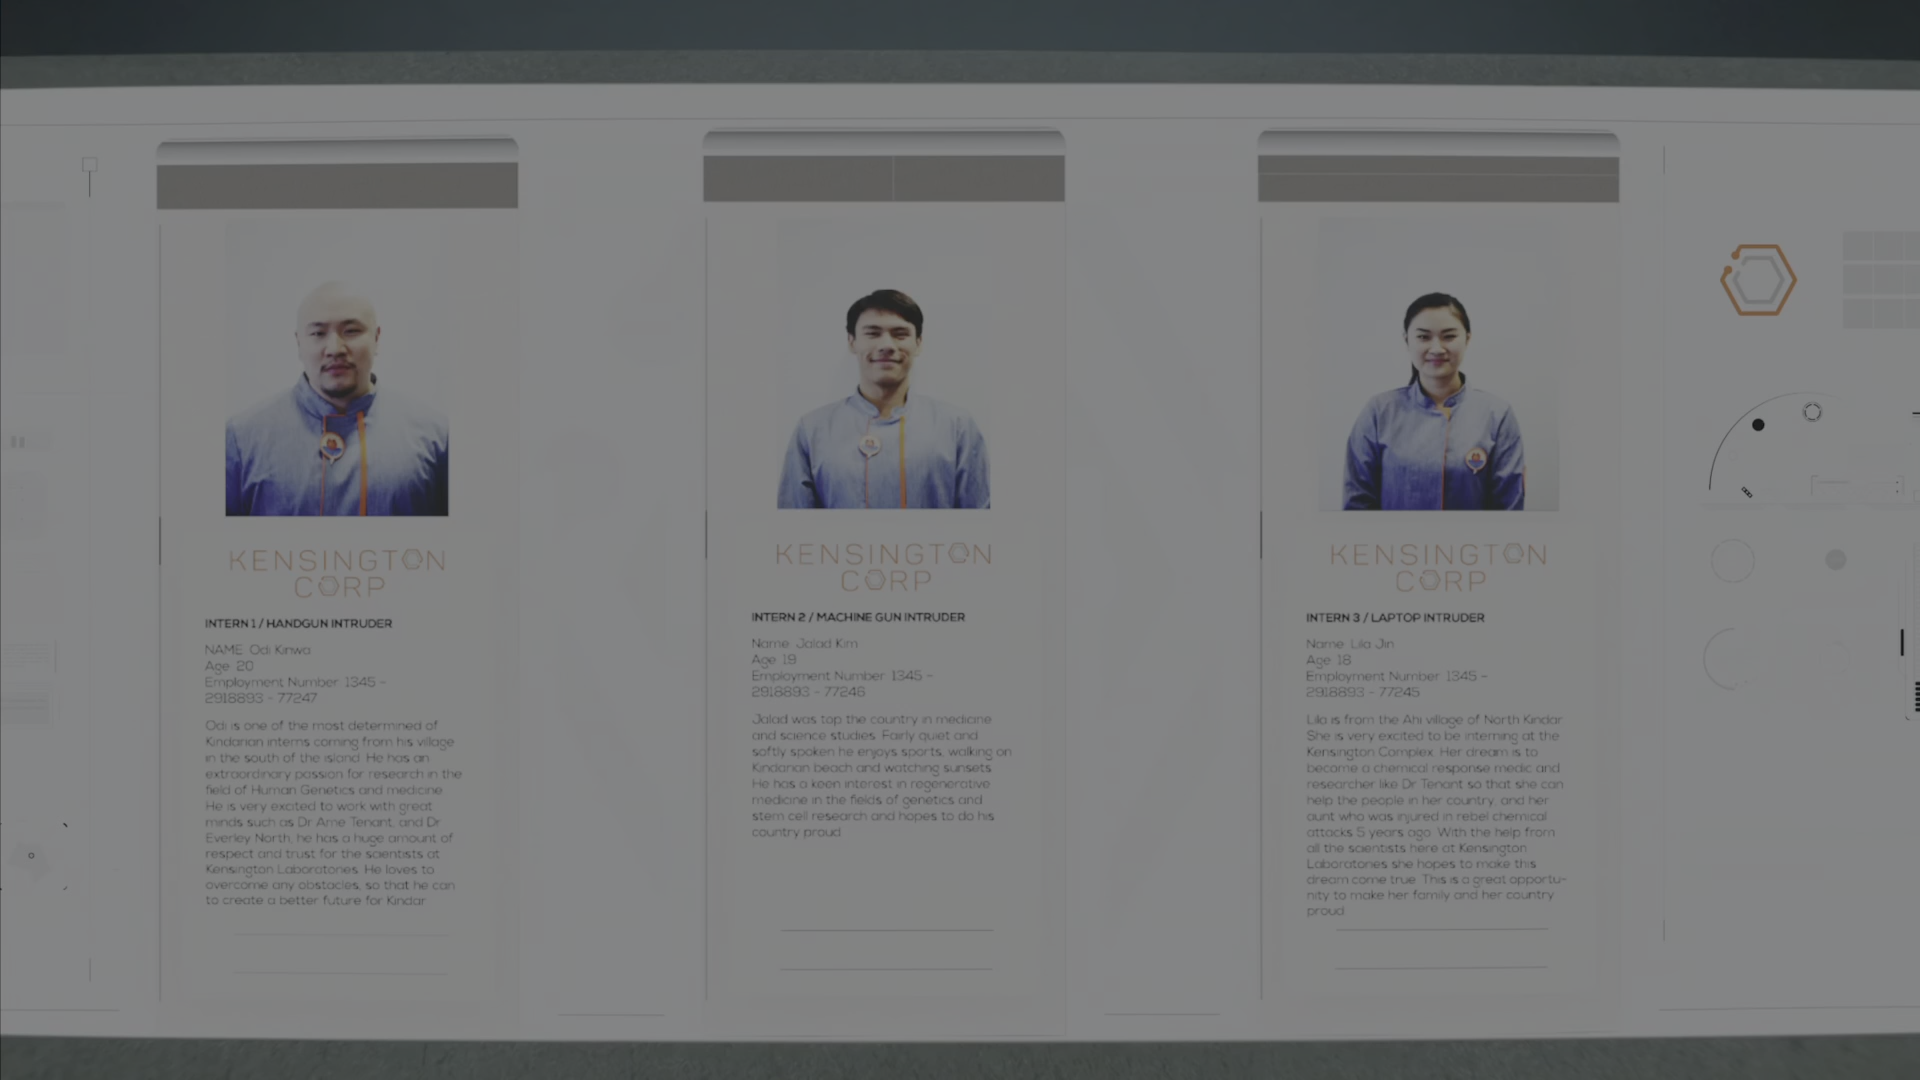 KENSINGTON
CORP
INTERN 1 / HANDGUN INTRUDER
NAME: Odi Kinwa
Age: 20
Employment Number: 1345 –
2918893 - 77247
Odi is one of the most determined of
Kindarian interns coming from his village
in the south of the island. He has an
extraordinary passion for research in the
field of Human Genetics and medicine.
He is very excited to work with great
minds such as Dr Arne Tenant, and Dr
Everley North, he has a huge amount of
respect and trust for the scientists at
Kensington Laboratories. He loves to
overcome any obstacles, so that he can
to create a better future for Kindar.
KENSINGTON
CORP
INTERN 2 / MACHINE GUN INTRUDER
Name: Jalad Kim
Age: 19
Employment Number: 1345 –
2918893 - 77246
Jalad was top the country in medicine
and science studies. Fairly quiet and
softly spoken he enjoys sports, walking on
Kindarian beach and watching sunsets.
He has a keen interest in regenerative
medicine in the fields of genetics and
stem cell research and hopes to do his
country proud.
KENSINGTON
CORP
INTERN 3 / LAPTOP INTRUDER
Name: Lila Jin
Age: 18
Employment Number: 1345 –
2918893 - 77245
Lila is from the Ahi village of North Kindar.
She is very excited to be interning at the
Kensington Complex. Her dream is to
become a chemical response medic and
researcher like Dr Tenant so that she can
help the people in her country, and her
aunt who was injured in rebel chemical
attacks 5 years ago. With the help from
all the scientists here at Kensington
Laboratories she hopes to make this
dream come true. This is a great opportu-
nity to make her family and her country
proud.